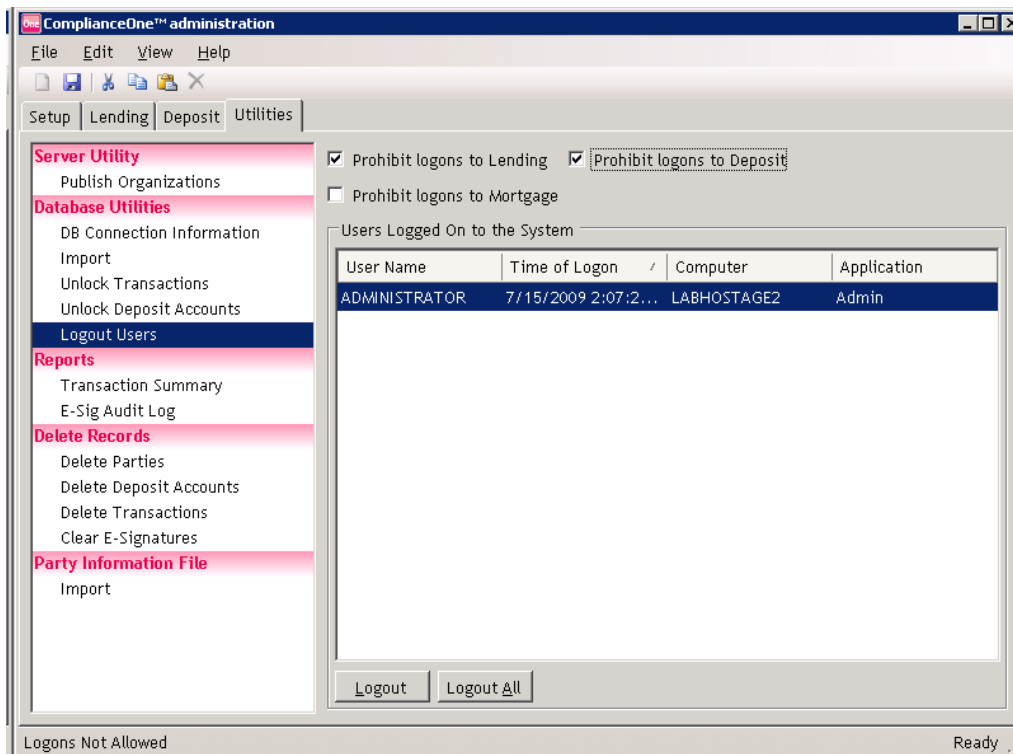 One ComplianceOne™ administration
File Edit View Help
Setup Lending Deposit Utilities
Server Utility
Publish Organizations
Database Utilities
DB Connection Information
Import
Unlock Transactions
Unlock Deposit Accounts
Logout Users
Reports
Transaction Summary
E-Sig Audit Log
Delete Records
Delete Parties
Delete Deposit Accounts
Delete Transactions
Clear E-Signatures
Party Information File
Import
Prohibit logons to Lending Prohibit logons to Deposit
Prohibit logons to Mortgage
Users Logged On to the System
User Name Time of Logon Computer Application
ADMINISTRATOR 7/15/2009 2:07:2... LABHOSTAGE2 Admin
Logout Logout All
Logons Not Allowed Ready